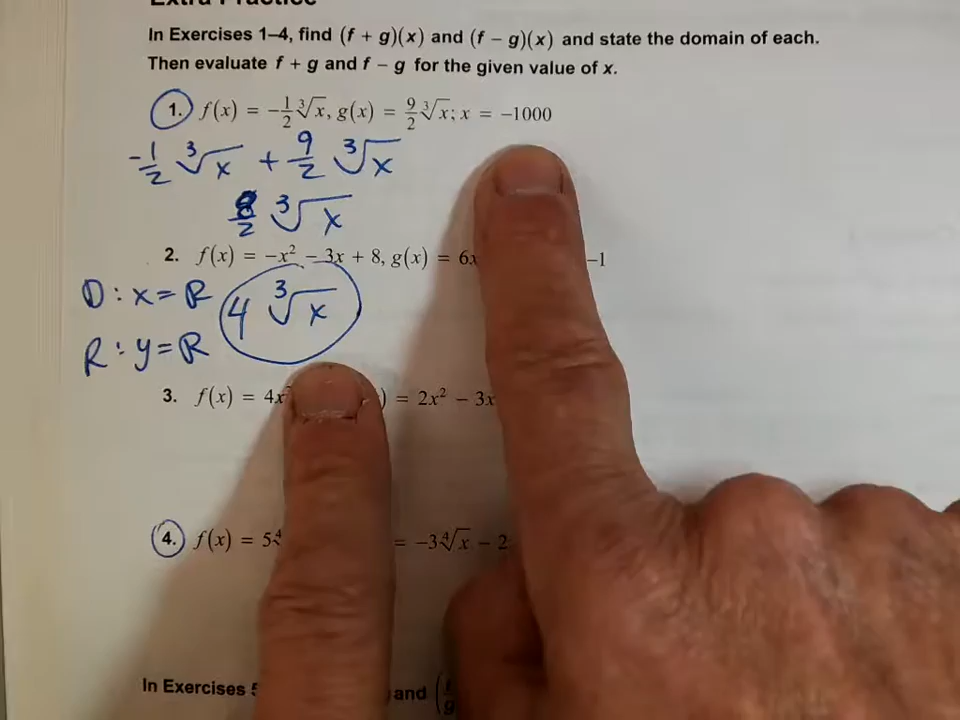 Extra Practice
In Exercises 1–4, find (f + g)(x) and (f − g)(x) and state the domain of each.
Then evaluate f + g and f − g for the given value of x.
1. f(x) = −1/2 ∛x, g(x) = 9/2 ∛x; x = −1000
-1/2 ∛x + 9/2 ∛x
8/2 ∛x
2. f(x) = −x² − 3x + 8, g(x) = 6x −1
D : x = ℝ 4 ∛x
R : y = ℝ
3. f(x) = 4x ) = 2x² − 3x
4. f(x) = 5 = −3∜x − 2
In Exercises and (f/g